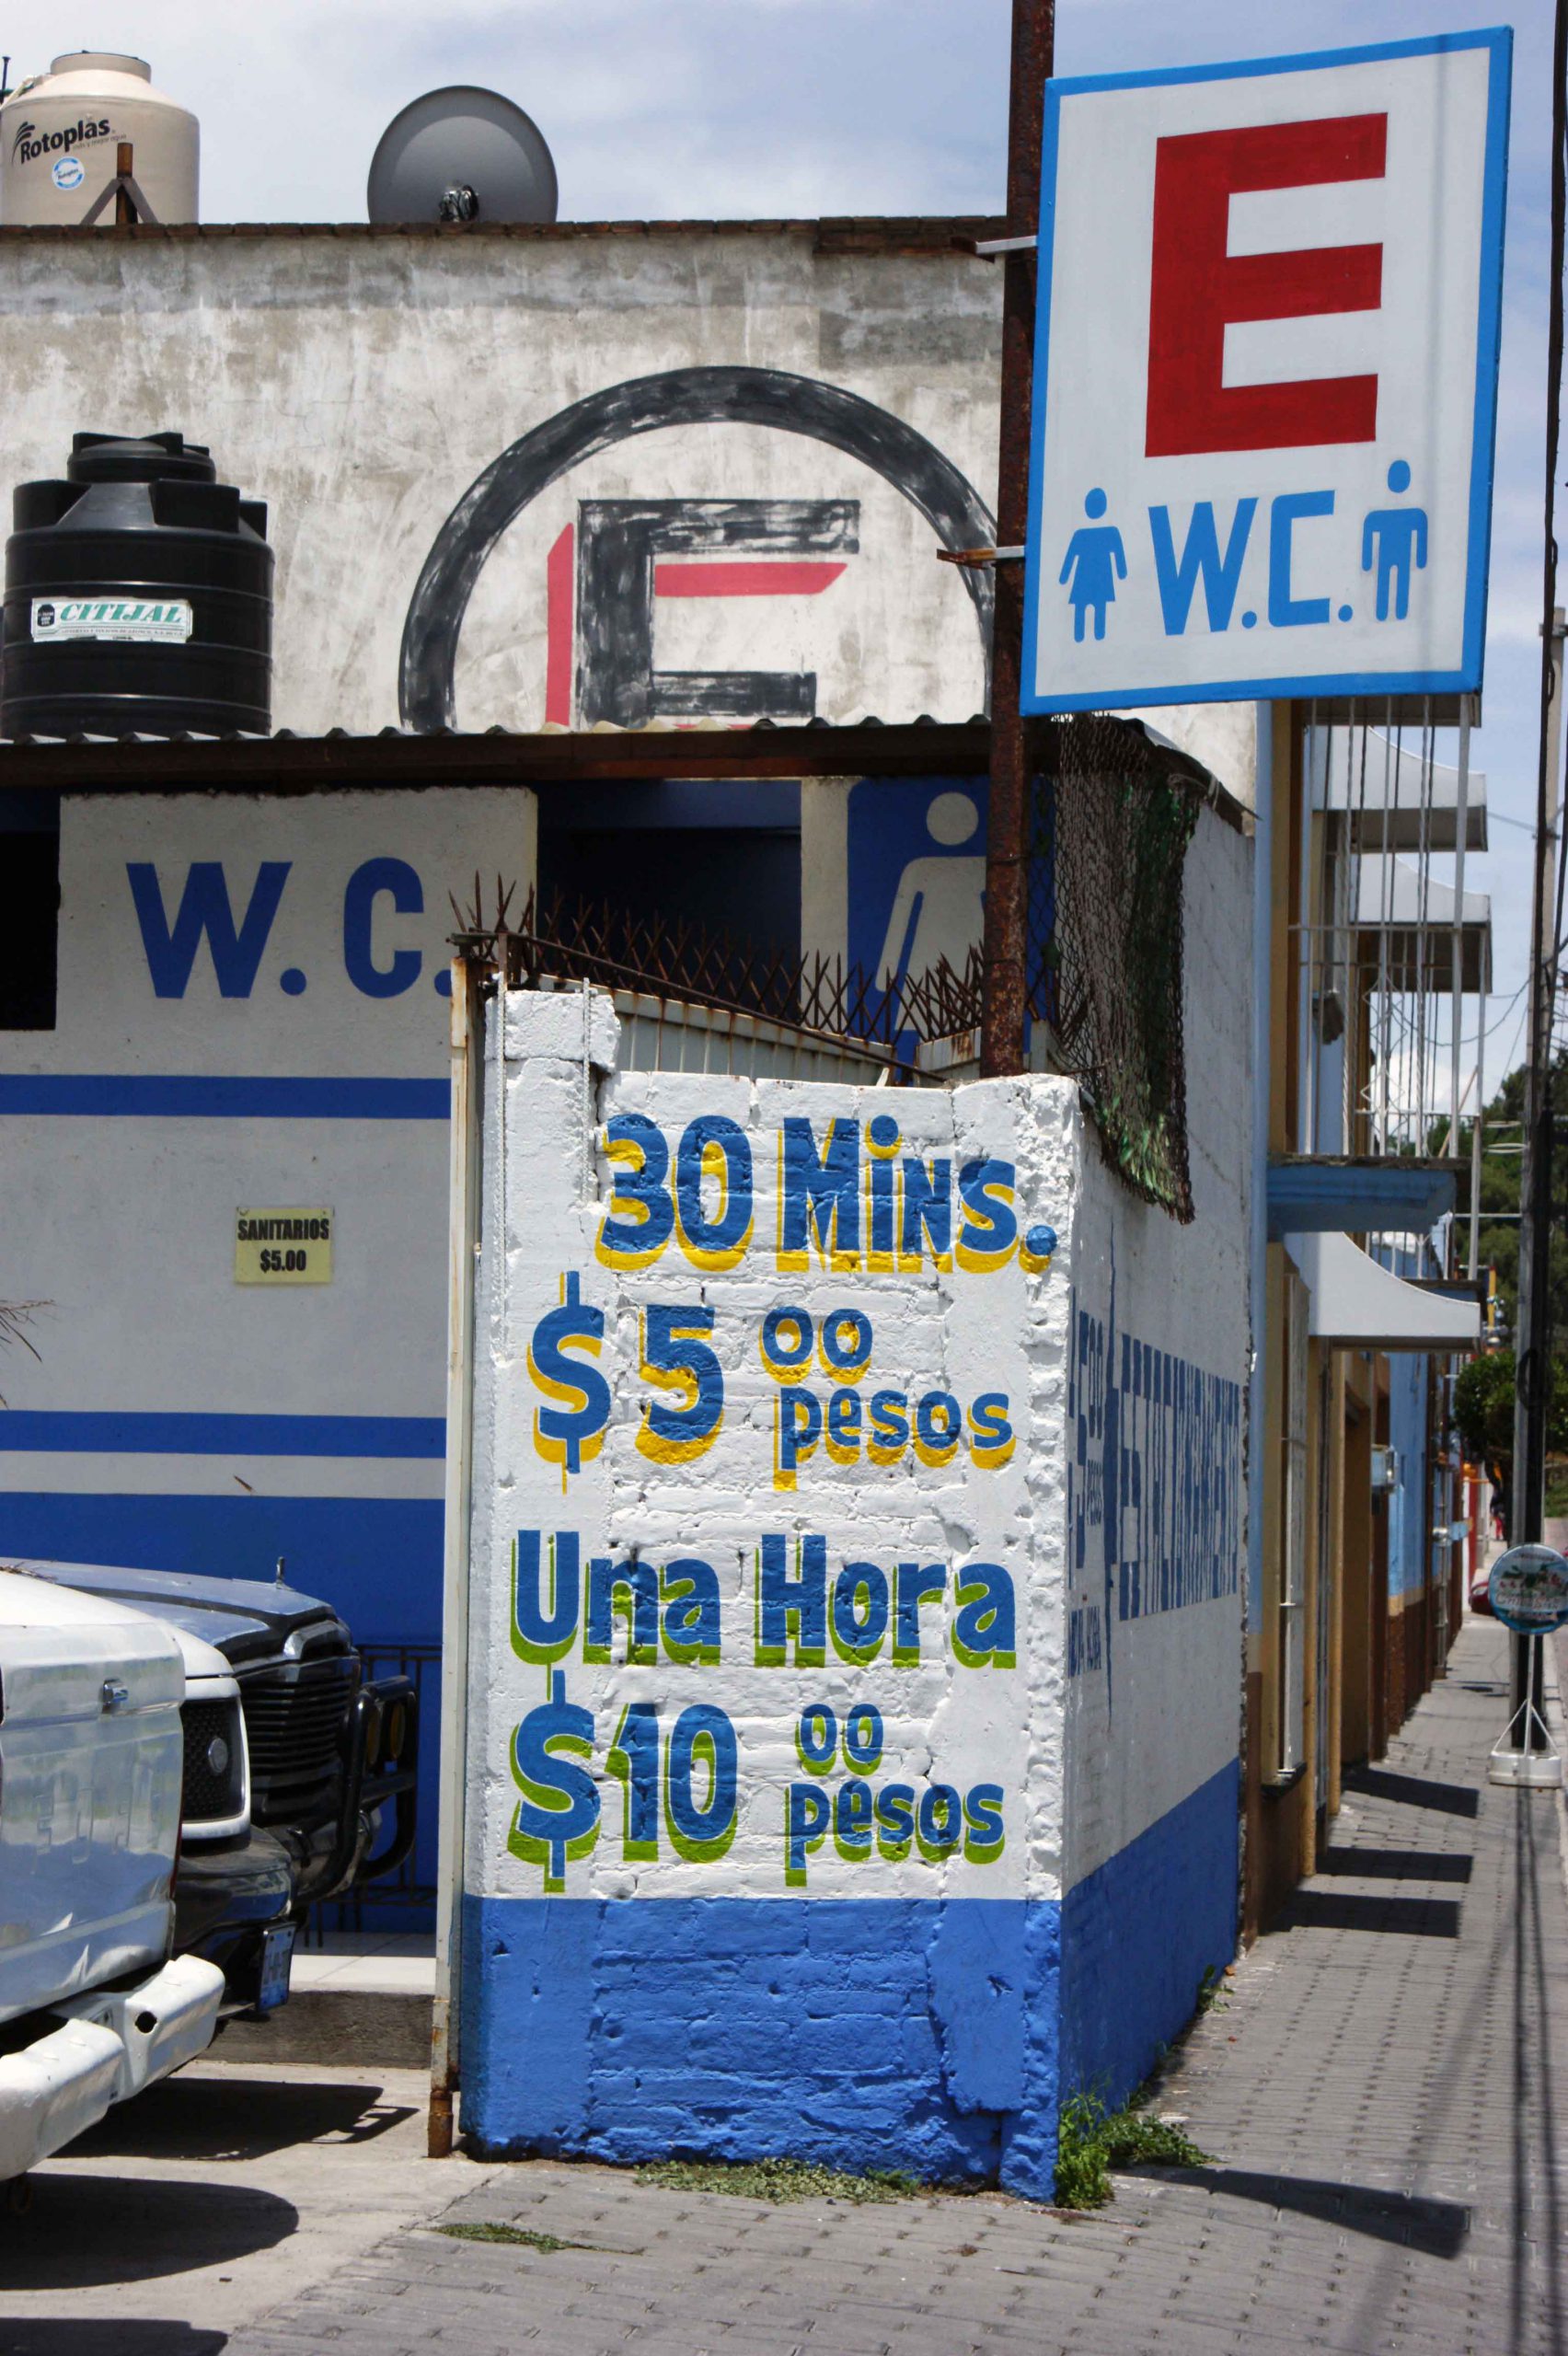 Rotoplas
E
W.C.
CITIJAL
E
W.C.
SANITARIOS
$5.00
30 Mins.
$5 00
pesos
Una Hora
$10 00
pesos
ESTACIONAMIENTO